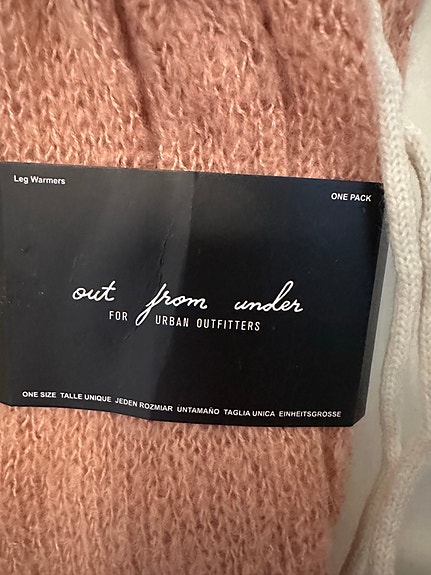 Leg Warmers
ONE PACK
out from under
FOR URBAN OUTFITTERS
ONE SIZE TALLE UNIQUE JEDEN ROZMIAR UNTAMAÑO TAGLIA UNICA EINHEITSGROSSE